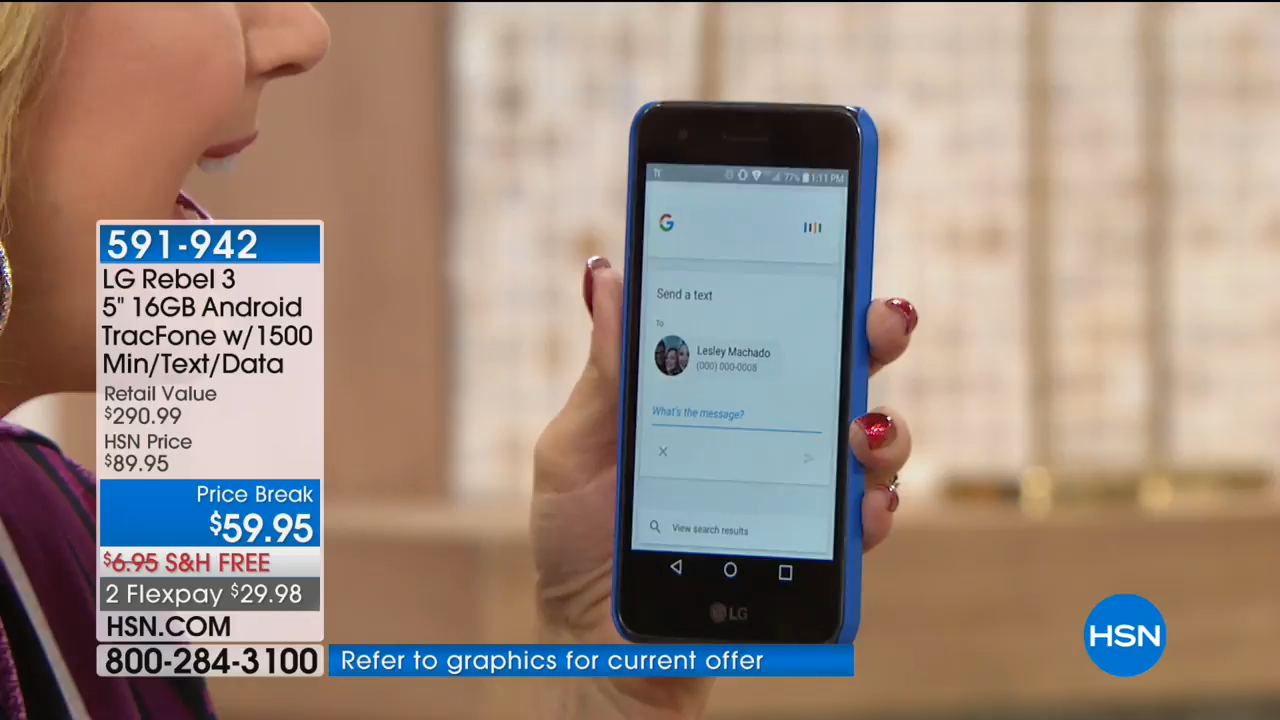 591-942
LG Rebel 3
5" 16GB Android
TracFone w/1500
Min/Text/Data
Retail Value
$290.99
HSN Price
$89.95
Price Break
$59.95
$6.95 S&H FREE
2 Flexpay $29.98
HSN.COM
800-284-3100
Refer to graphics for current offer
77% 1:11 PM
G
Send a text
To
Lesley Machado
(000) 000-0008
What's the message?
View search results
LG
HSN